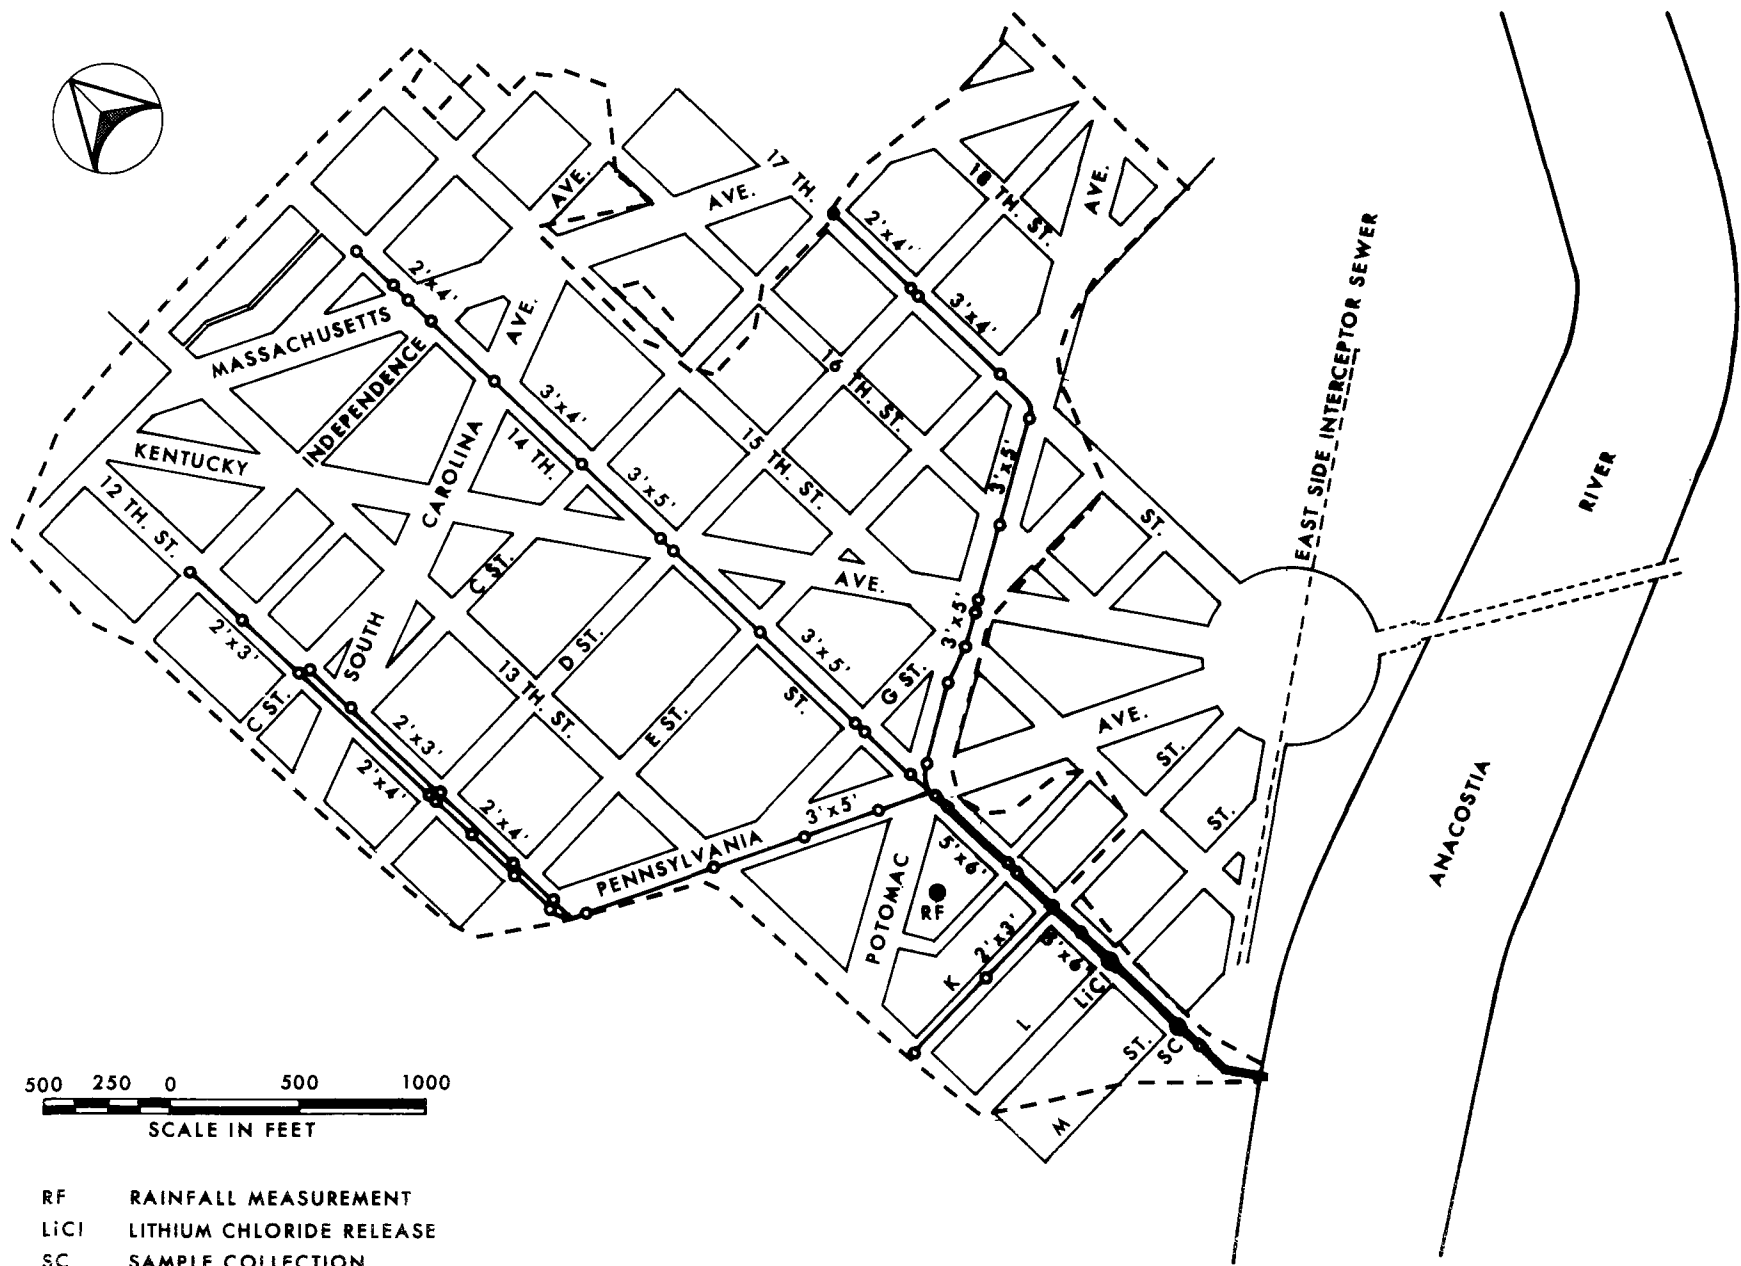 17 TH.
AVE.
AVE.
18 TH. ST.
AVE.
2'x4'
3'x4'
2'x4'
AVE.
MASSACHUSETTS
INDEPENDENCE
EAST SIDE INTERCEPTOR SEWER
16 TH. ST.
3'x4'
KENTUCKY
CAROLINA
14 TH.
15 TH. ST.
3'x5'
3'x5'
RIVER
12 TH. ST.
ST.
C ST.
AVE.
3'x5'
2'x3'
SOUTH
D ST.
3'x5'
G ST.
13 TH. ST.
C ST.
E ST.
ST.
AVE.
ST.
2'x3'
2'x4'
2'x4'
3'x5'
ST.
ANACOSTIA
PENNSYLVANIA
5'x6'
POTOMAC
RF
2'x3'
K
LiCl
L
ST.
SC
M
500 250 0 500 1000
SCALE IN FEET
RF RAINFALL MEASUREMENT
LiCl LITHIUM CHLORIDE RELEASE
SC SAMPLE COLLECTION